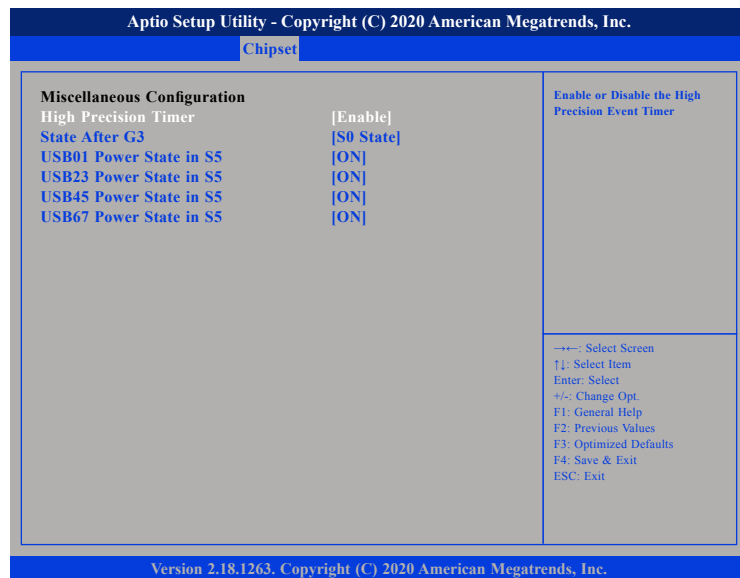 Aptio Setup Utility - Copyright (C) 2020 American Megatrends, Inc.
Chipset
Miscellaneous Configuration
High Precision Timer [Enable]
State After G3 [S0 State]
USB01 Power State in S5 [ON]
USB23 Power State in S5 [ON]
USB45 Power State in S5 [ON]
USB67 Power State in S5 [ON]
Enable or Disable the High
Precision Event Timer
→←: Select Screen
↑↓: Select Item
Enter: Select
+/-: Change Opt.
F1: General Help
F2: Previous Values
F3: Optimized Defaults
F4: Save & Exit
ESC: Exit
Version 2.18.1263. Copyright (C) 2020 American Megatrends, Inc.